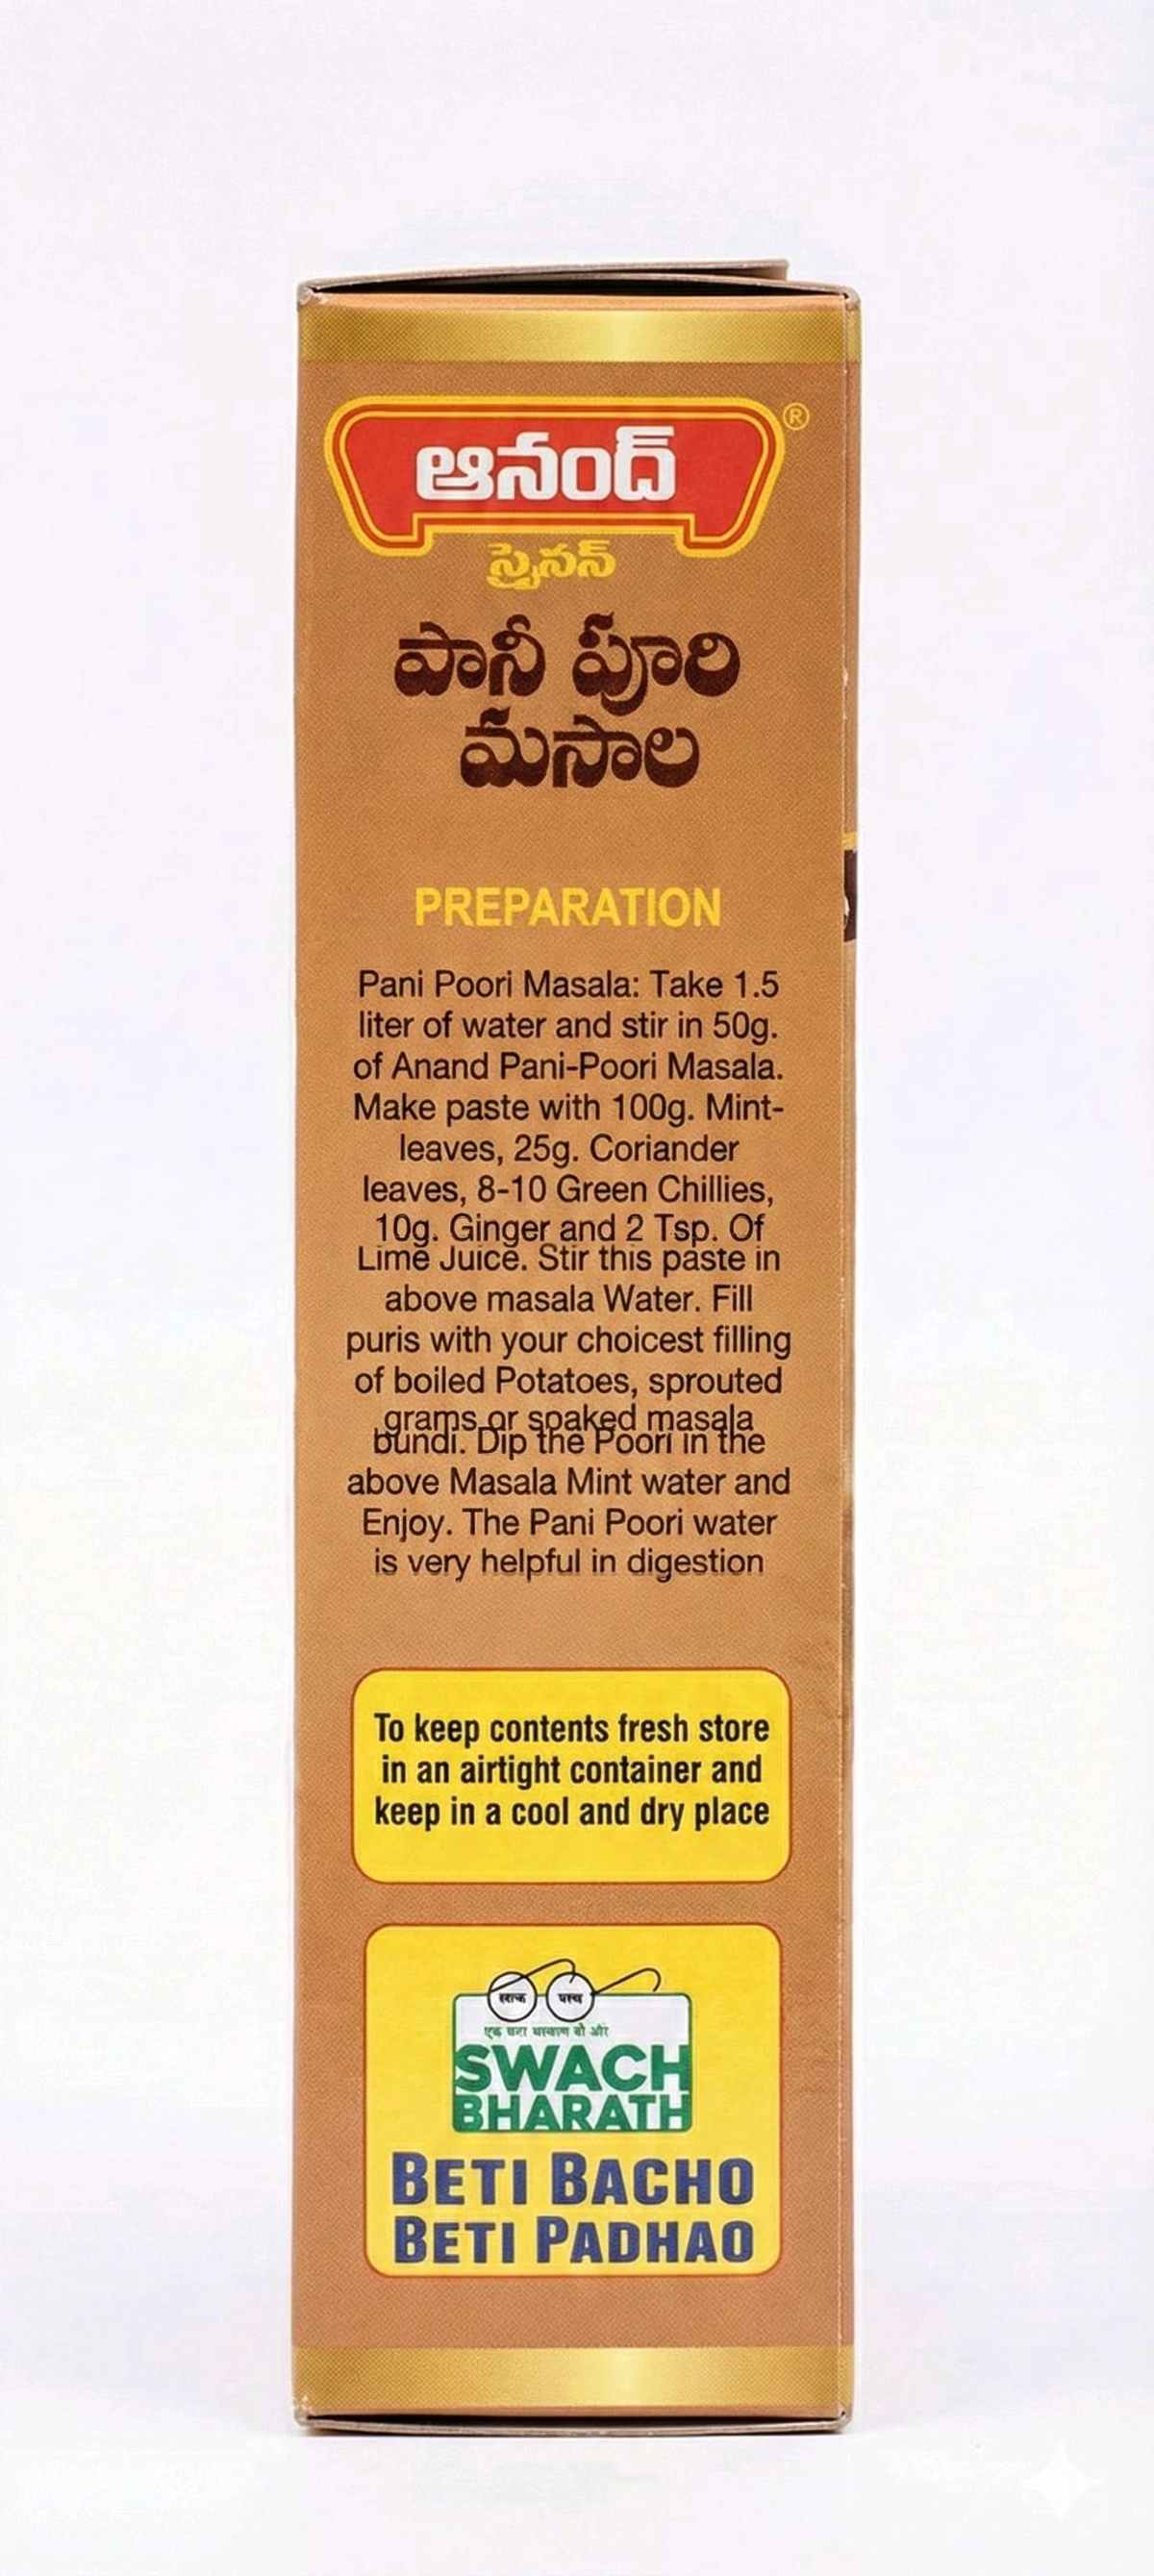 ఆనంద్
®
పానీ పూరి
మసాల
PREPARATION
Pani Poori Masala: Take 1.5
liter of water and stir in 50g.
of Anand Pani-Poori Masala.
Make paste with 100g. Mint-
leaves, 25g. Coriander
leaves, 8-10 Green Chillies,
10g. Ginger and 2 Tsp. Of
Lime Juice. Stir this paste in
above masala Water. Fill
puris with your choicest filling
of boiled Potatoes, sprouted
grams or spaked masala
bundi. Dip the Poori in the
above Masala Mint water and
Enjoy. The Pani Poori water
is very helpful in digestion
To keep contents fresh store
in an airtight container and
keep in a cool and dry place
एक
SWACH
BHARATH
BETI BACHO
BETI PADHAO